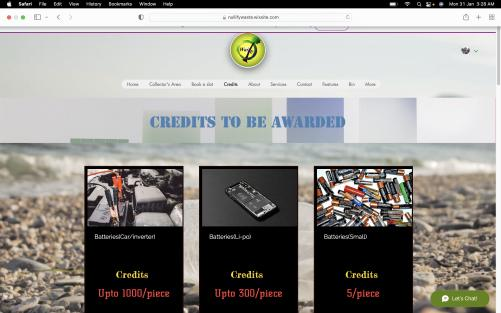 Safari File Edit View History Bookmarks Window Help
Mon 31 Jan 3:28 AM
nullifywaste.wixsite.com
Home Collector's Area Book a slot Credits About Services Contact Features Bin More
CREDITS TO BE AWARDED
Batteries(Car/inverter)
Credits
Upto 1000/piece
Batteries(Li-po)
Credits
Upto 300/piece
Batteries(Small)
Credits
5/piece
Let's Chat!